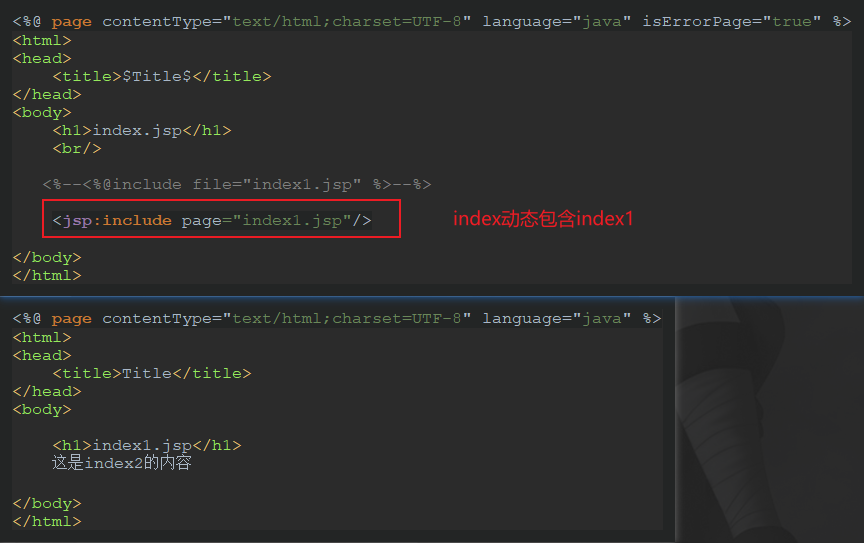 <%@ page contentType="text/html;charset=UTF-8" language="java" isErrorPage="true" %>
<html>
<head>
    <title>$Title$</title>
</head>
<body>
    <h1>index.jsp</h1>
    <br/>
<%--<%@include file="index1.jsp" %>--%>
<jsp:include page="index1.jsp"/>
index动态包含index1
</body>
</html>
<%@ page contentType="text/html;charset=UTF-8" language="java" %>
<html>
<head>
    <title>Title</title>
</head>
<body>
    <h1>index1.jsp</h1>
    这是index2的内容
</body>
</html>